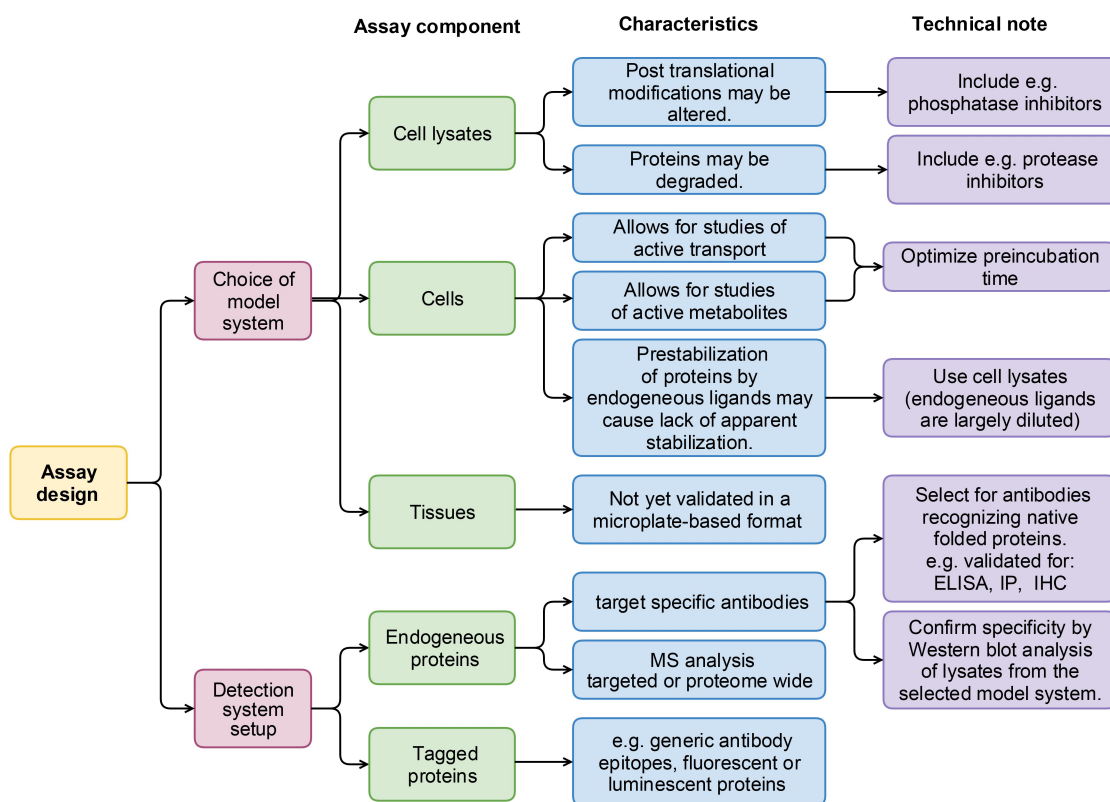 Assay component
Characteristics
Technical note
Assay
design
Choice of
model
system
Detection
system
setup
Cell lysates
Cells
Tissues
Endogeneous
proteins
Tagged
proteins
Post translational
modifications may be
altered.
Proteins may be
degraded.
Allows for studies of
active transport
Allows for studies
of active metabolites
Prestabilization
of proteins by
endogeneous ligands may
cause lack of apparent
stabilization.
Not yet validated in a
microplate-based format
target specific antibodies
MS analysis
targeted or proteome wide
e.g. generic antibody
epitopes, fluorescent or
luminescent proteins
Include e.g.
phosphatase inhibitors
Include e.g. protease
inhibitors
Optimize preincubation
time
Use cell lysates
(endogeneous ligands
are largely diluted)
Select for antibodies
recognizing native
folded proteins.
e.g. validated for:
ELISA, IP, IHC
Confirm specificity by
Western blot analysis
of lysates from the
selected model system.